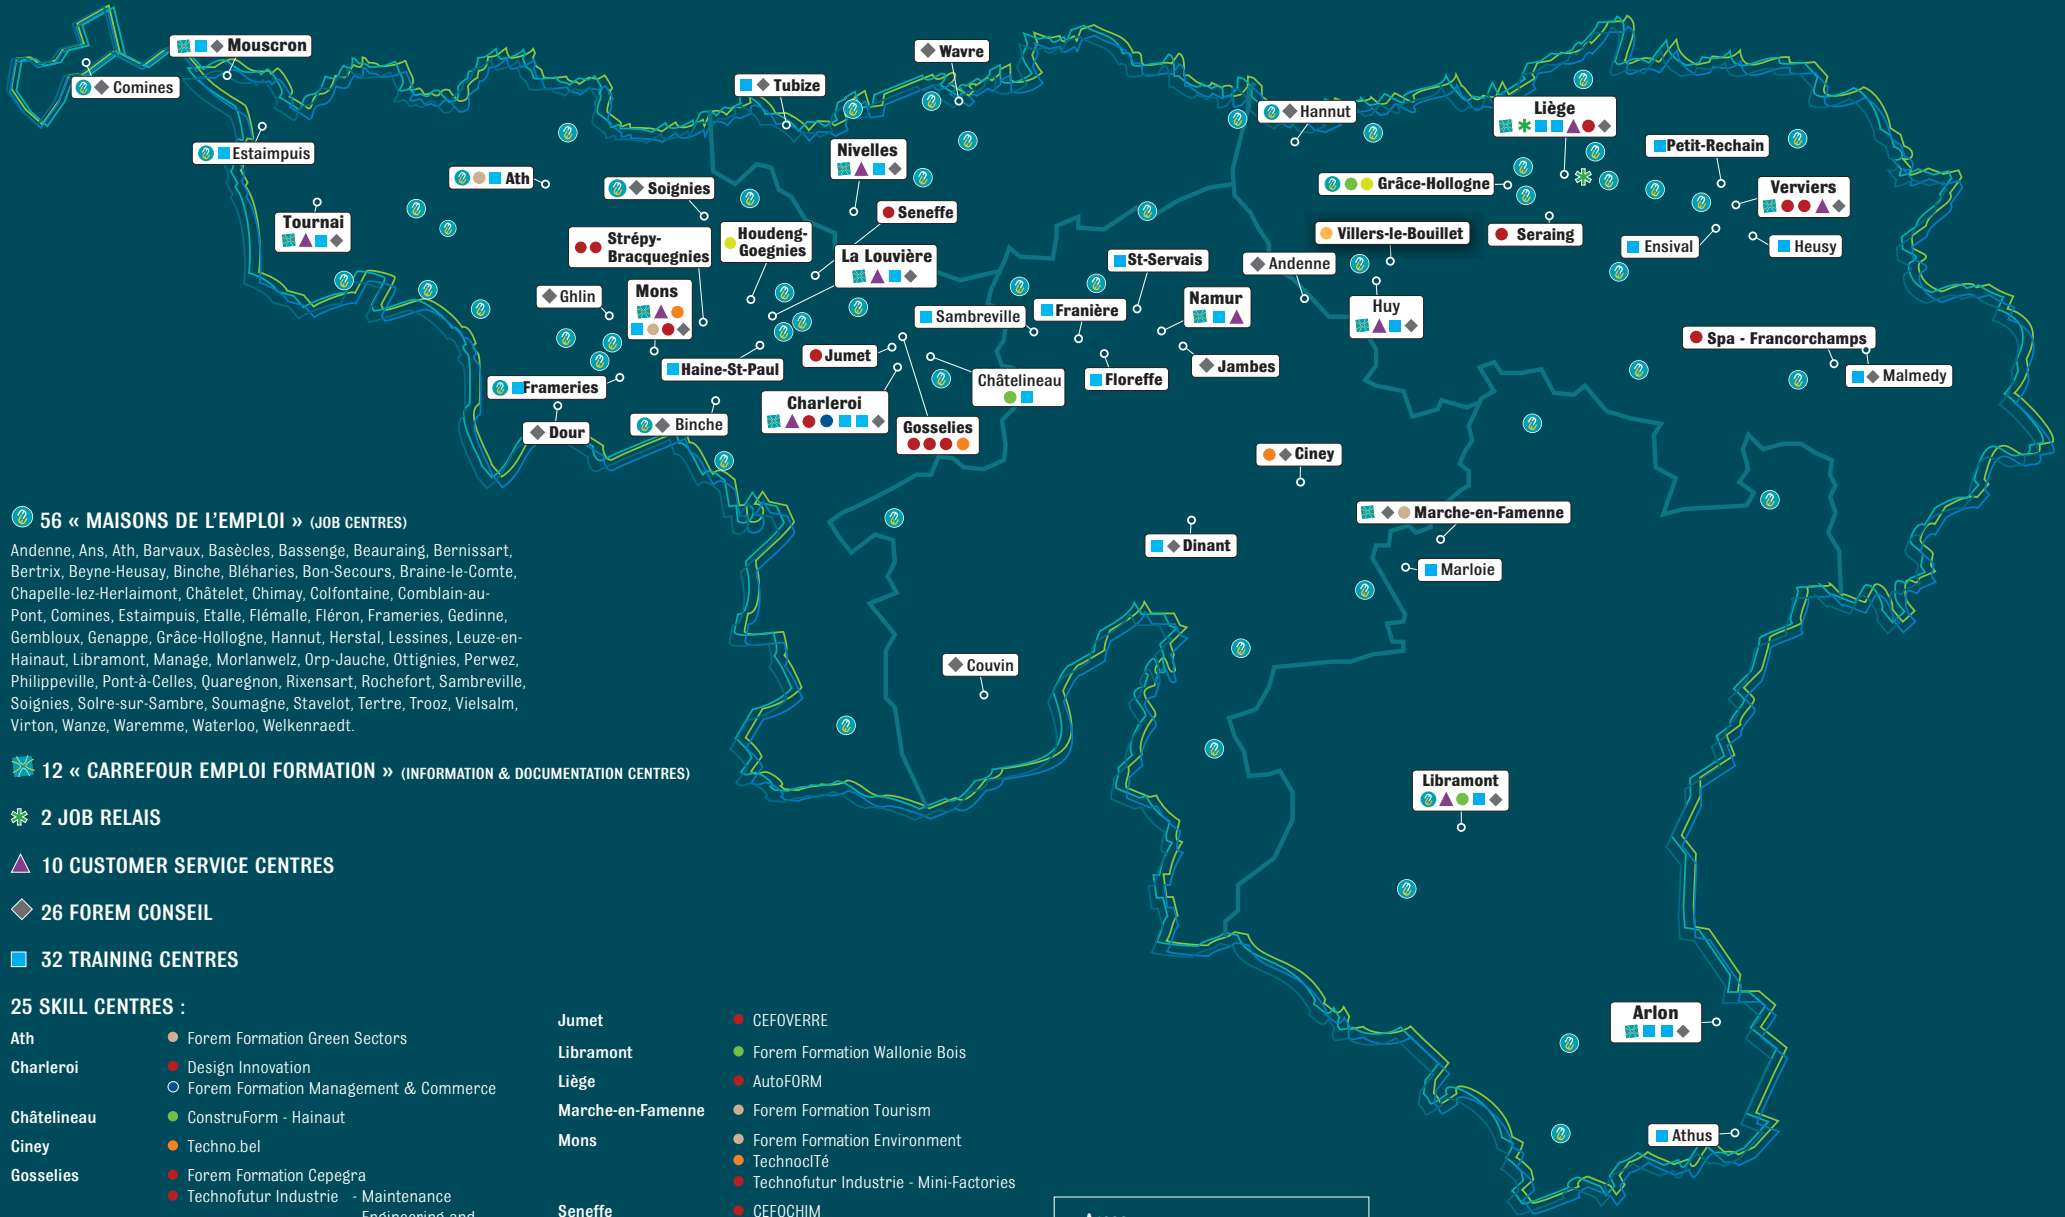 Mouscron
Comines
Estaimpuis
Tournai
Ath
Soignies
Tubize
Wavre
Nivelles
Seneffe
Strépy-
Bracquegnies
Houdeng-
Goegnies
La Louvière
Ghlin
Mons
Haine-St-Paul
Frameries
Dour
Binche
Jumet
Charleroi
Gosselies
Châtelineau
Sambreville
Franière
St-Servais
Namur
Floreffe
Jambes
Andenne
Hannut
Grâce-Hollogne
Villers-le-Bouillet
Huy
Liège
Seraing
Petit-Rechain
Verviers
Ensival
Heusy
Spa - Francorchamps
Malmedy
Ciney
Dinant
Marche-en-Famenne
Marloie
Couvin
Libramont
Arlon
Athus
56 « MAISONS DE L’EMPLOI » (JOB CENTRES)
Andenne, Ans, Ath, Barvaux, Basècles, Bassenge, Beauraing, Bernissart,
Bertrix, Beyne-Heusay, Binche, Bléharies, Bon-Secours, Braine-le-Comte,
Chapelle-lez-Herlaimont, Châtelet, Chimay, Colfontaine, Comblain-au-
Pont, Comines, Estaimpuis, Etalle, Flémalle, Fléron, Frameries, Gedinne,
Gembloux, Genappe, Grâce-Hollogne, Hannut, Herstal, Lessines, Leuze-en-
Hainaut, Libramont, Manage, Morlanwelz, Orp-Jauche, Ottignies, Perwez,
Philippeville, Pont-à-Celles, Quaregnon, Rixensart, Rochefort, Sambreville,
Soignies, Solre-sur-Sambre, Soumagne, Stavelot, Tertre, Trooz, Vielsalm,
Virton, Wanze, Waremme, Waterloo, Welkenraedt.
12 « CARREFOUR EMPLOI FORMATION » (INFORMATION & DOCUMENTATION CENTRES)
2 JOB RELAIS
10 CUSTOMER SERVICE CENTRES
26 FOREM CONSEIL
32 TRAINING CENTRES
25 SKILL CENTRES :
Ath Forem Formation Green Sectors
Charleroi Design Innovation
Forem Formation Management & Commerce
Châtelineau ConstruForm - Hainaut
Ciney Techno.bel
Gosselies Forem Formation Cepegra
Technofutur Industrie - Maintenance
Engineering and
Jumet CEFOVERRE
Libramont Forem Formation Wallonie Bois
Liège AutoFORM
Marche-en-Famenne Forem Formation Tourism
Mons Forem Formation Environment
TechnocITé
Technofutur Industrie - Mini-Factories
Seneffe CEFOCHIM